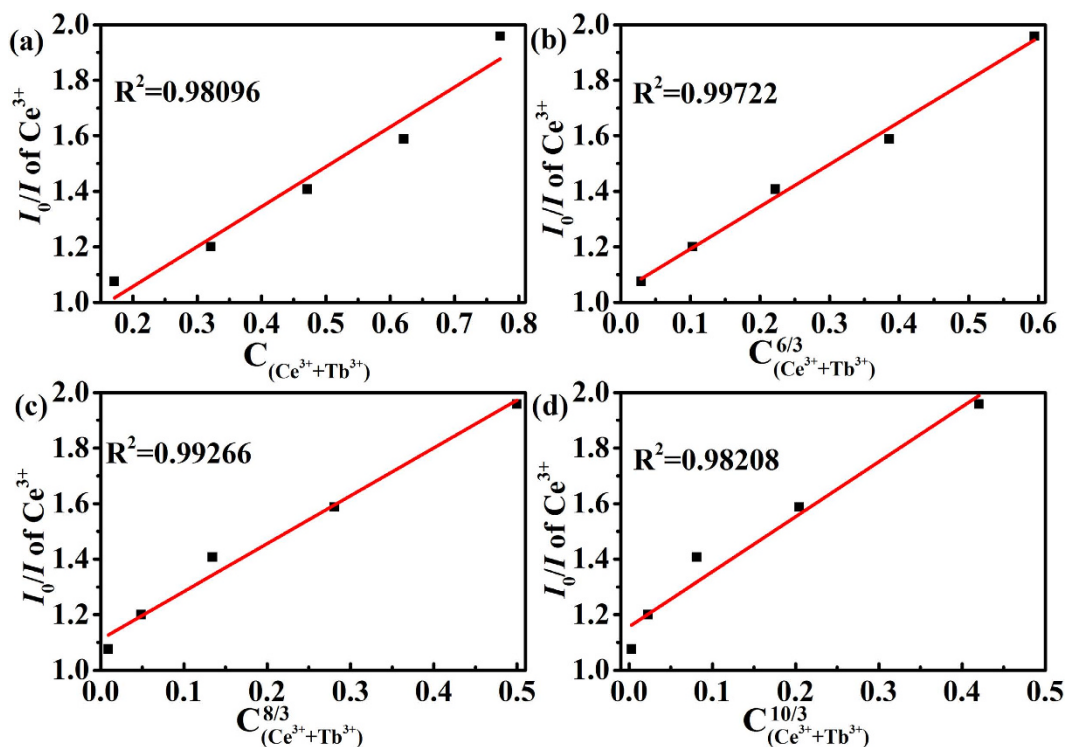 (a)
R²=0.98096
I₀/I of Ce³⁺
2.0
1.8
1.6
1.4
1.2
1.0
0.2 0.3 0.4 0.5 0.6 0.7 0.8
C(Ce³⁺+Tb³⁺)
(b)
R²=0.99722
I₀/I of Ce³⁺
2.0
1.8
1.6
1.4
1.2
1.0
0.0 0.1 0.2 0.3 0.4 0.5 0.6
C^6/3 (Ce³⁺+Tb³⁺)
(c)
R²=0.99266
I₀/I of Ce³⁺
2.0
1.8
1.6
1.4
1.2
1.0
0.0 0.1 0.2 0.3 0.4 0.5
C^8/3 (Ce³⁺+Tb³⁺)
(d)
R²=0.98208
I₀/I of Ce³⁺
2.0
1.8
1.6
1.4
1.2
1.0
0.0 0.1 0.2 0.3 0.4 0.5
C^10/3 (Ce³⁺+Tb³⁺)